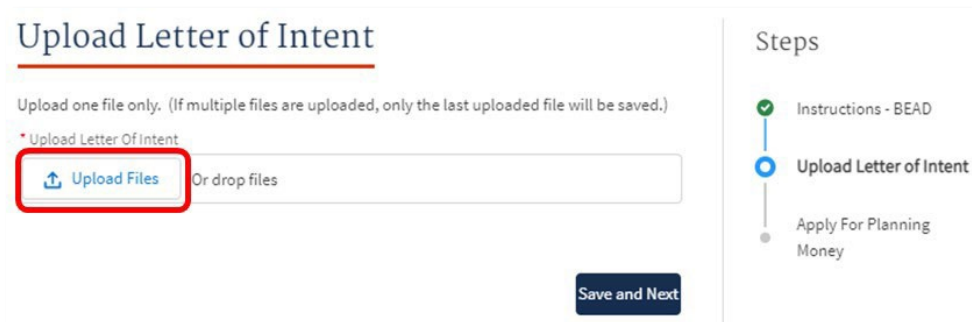 Upload Letter of Intent
Upload one file only. (If multiple files are uploaded, only the last uploaded file will be saved.)
* Upload Letter Of Intent
Upload Files Or drop files
Save and Next
Steps
Instructions - BEAD
Upload Letter of Intent
Apply For Planning
Money